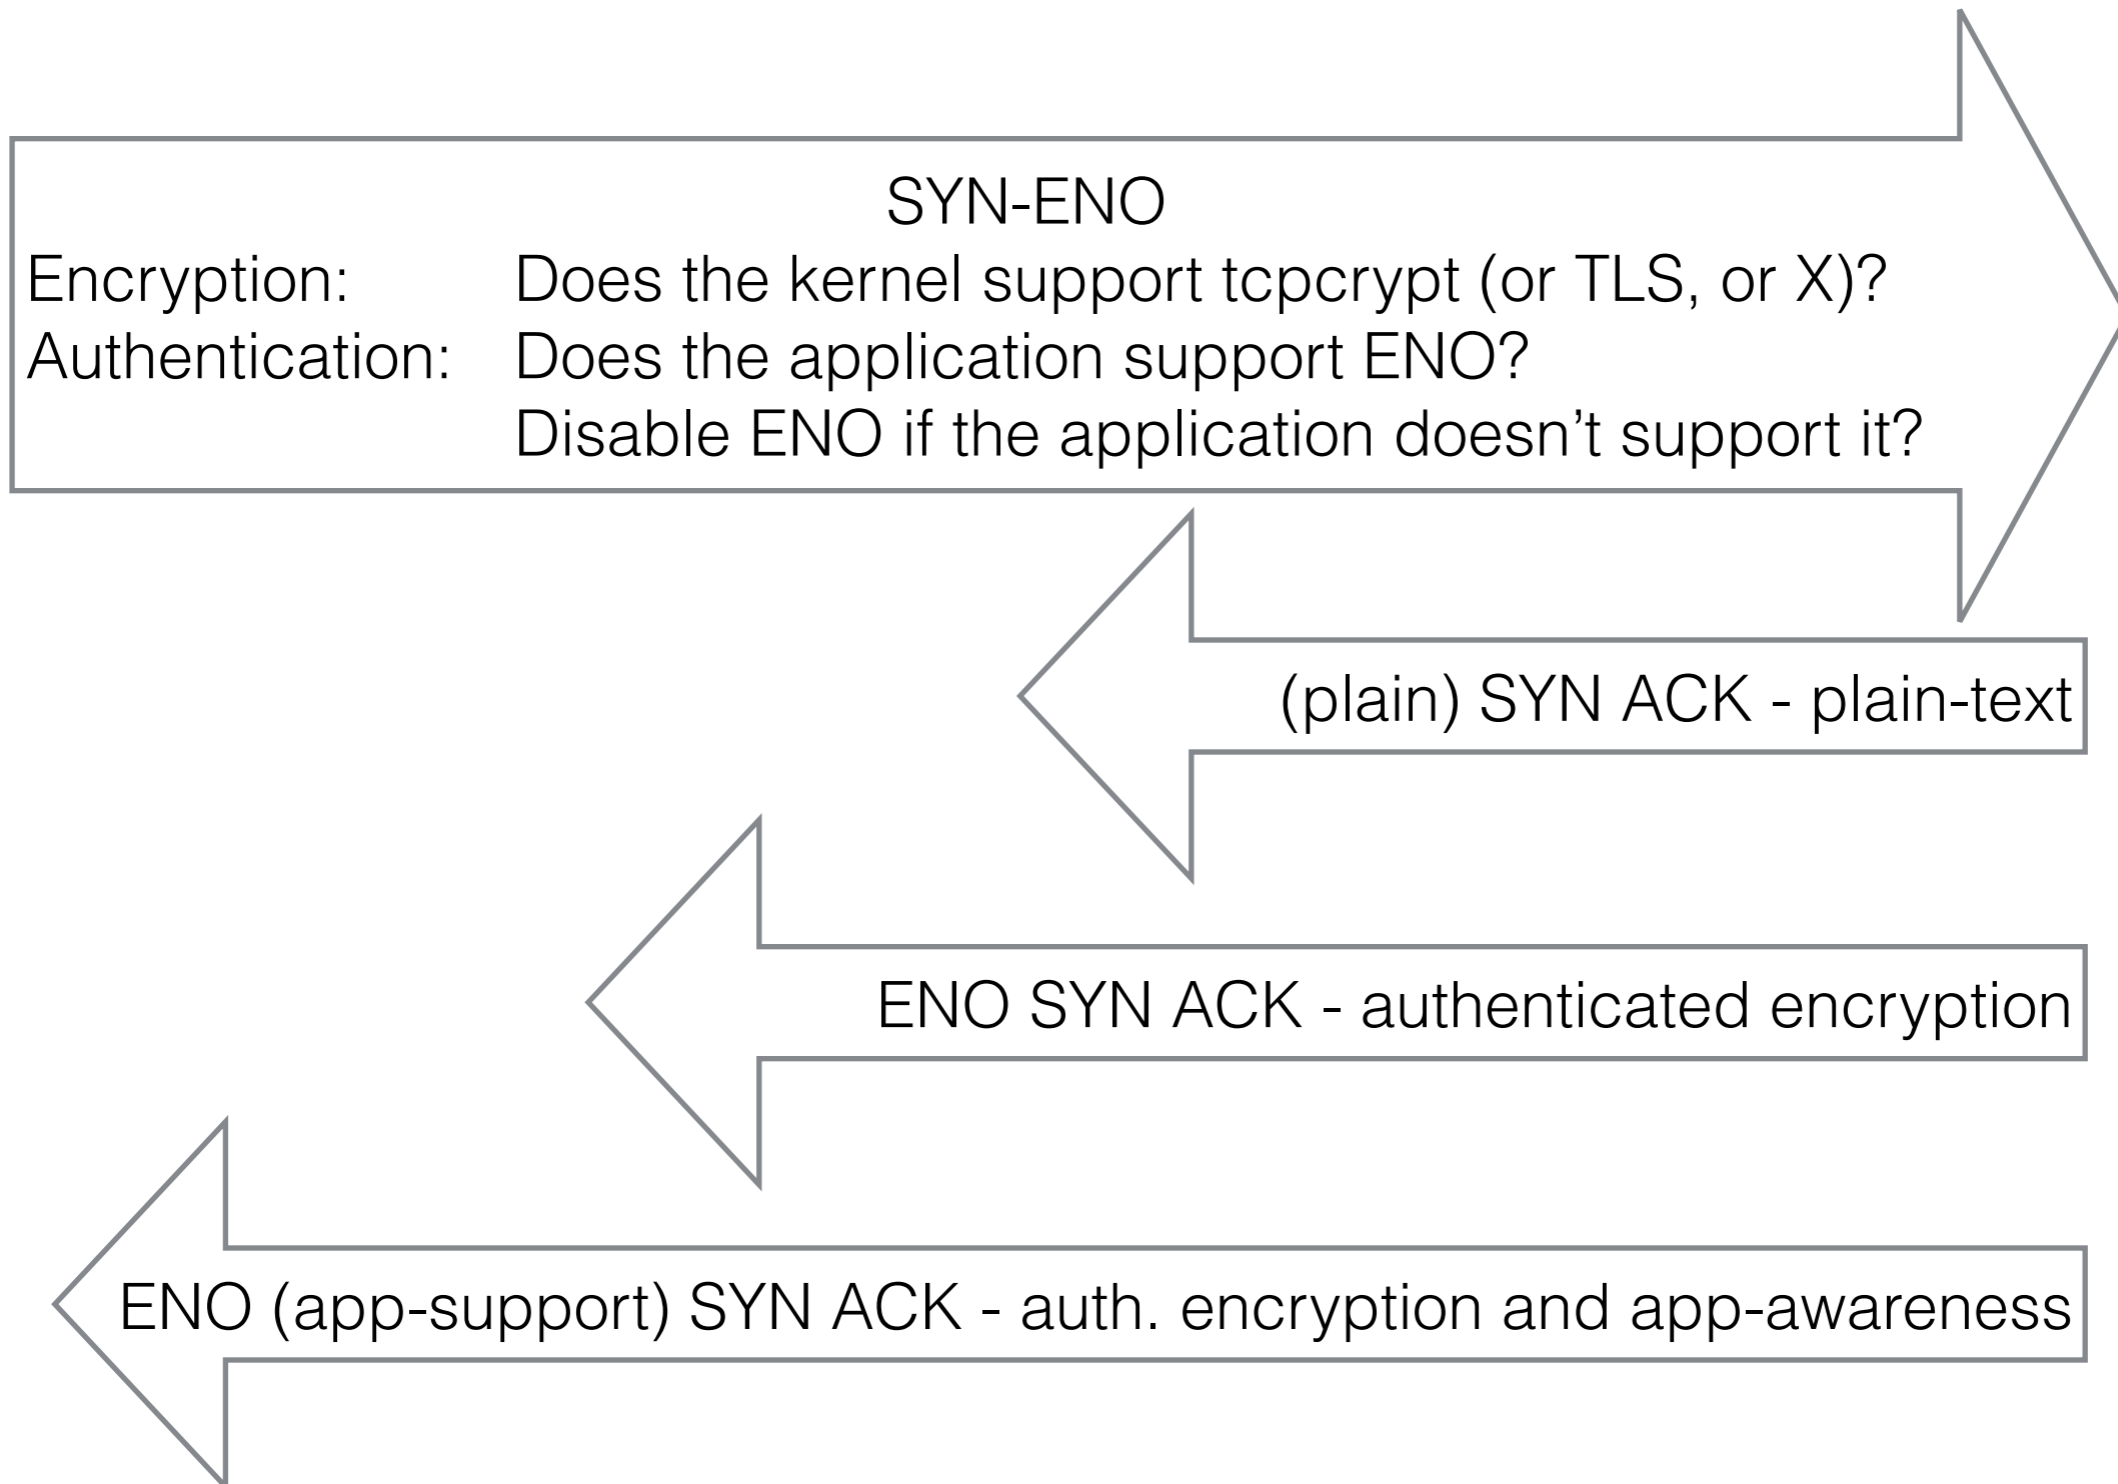 SYN-ENO
Encryption: Does the kernel support tcpcrypt (or TLS, or X)?
Authentication: Does the application support ENO?
Disable ENO if the application doesn’t support it?
(plain) SYN ACK - plain-text
ENO SYN ACK - authenticated encryption
ENO (app-support) SYN ACK - auth. encryption and app-awareness